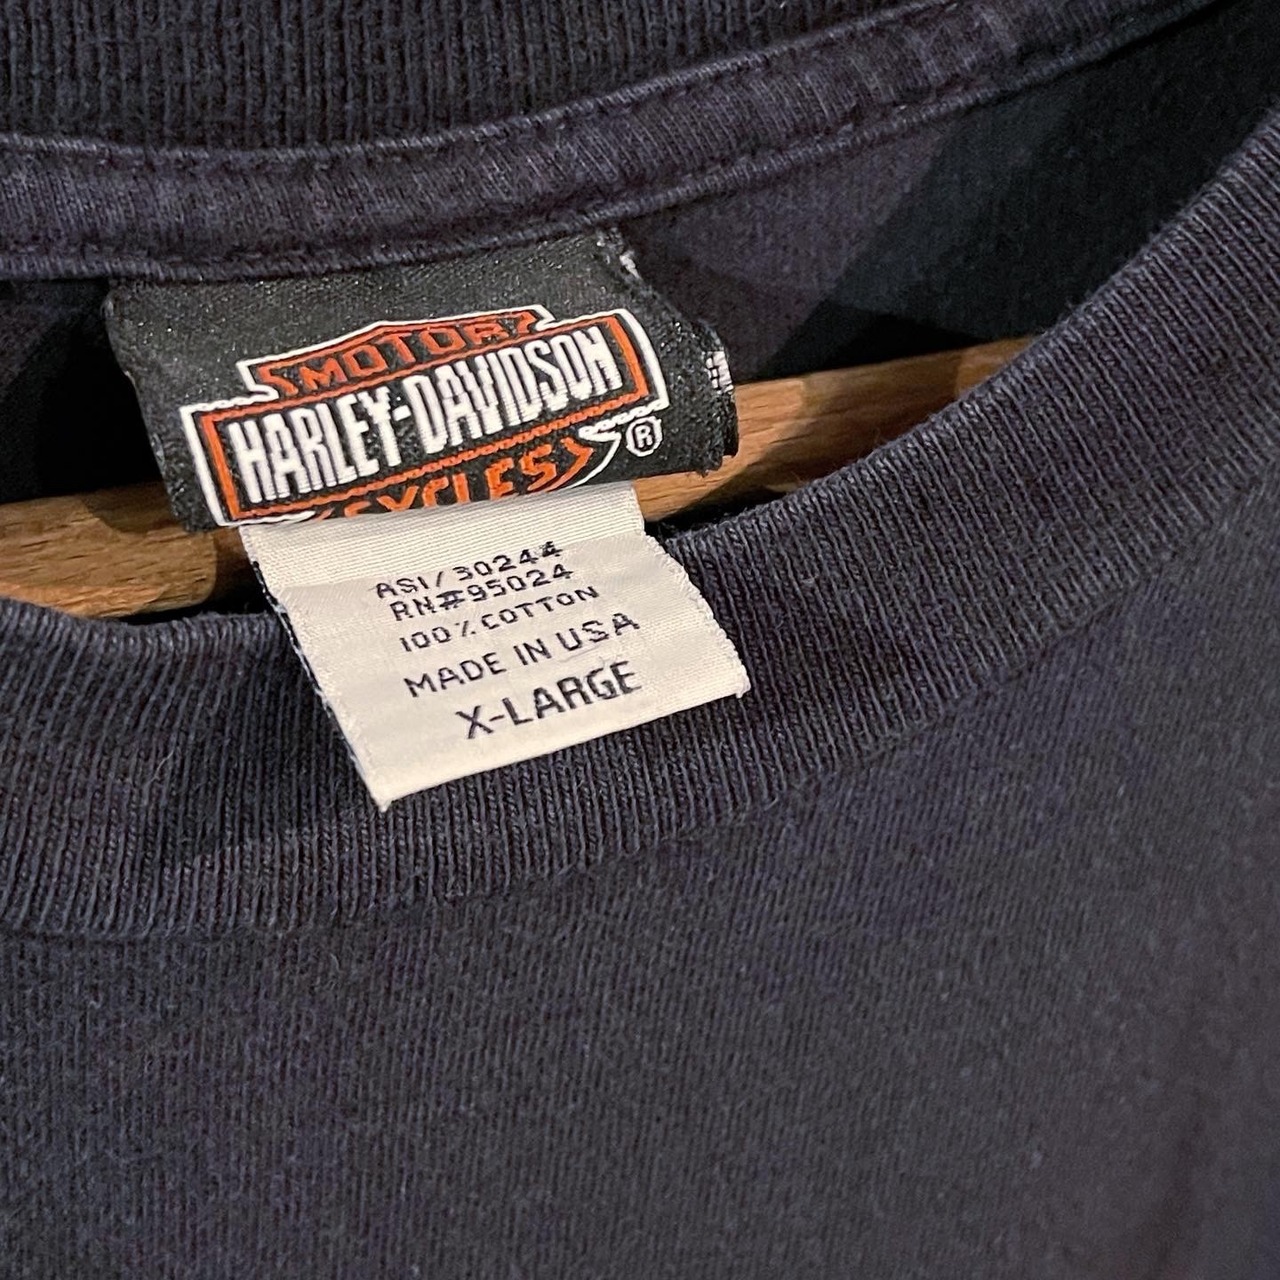 MOTOR
HARLEY-DAVIDSON
CYCLES
®
ASI/30244
RN#95024
100% COTTON
MADE IN USA
X-LARGE